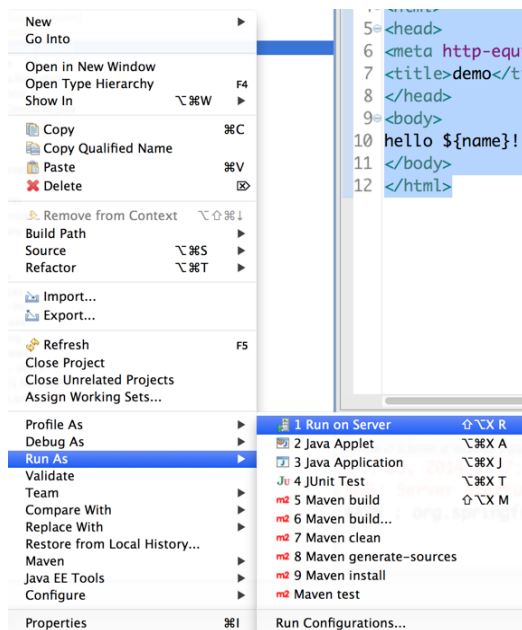 New
Go Into
Open in New Window
Open Type Hierarchy F4
Show In ⌥⌘W
Copy ⌘C
Copy Qualified Name
Paste ⌘V
Delete ⌦
Remove from Context ⌥⇧⌘↓
Build Path
Source ⌥⌘S
Refactor ⌥⌘T
Import...
Export...
Refresh F5
Close Project
Close Unrelated Projects
Assign Working Sets...
Profile As
Debug As
Run As
Validate
Team
Compare With
Replace With
Restore from Local History...
Maven
Java EE Tools
Configure
Properties ⌘I
1 Run on Server ⇧⌥X R
2 Java Applet ⌥⌘X A
3 Java Application ⌥⌘X J
Ju 4 JUnit Test ⌥⌘X T
m2 5 Maven build ⇧⌥X M
m2 6 Maven build...
m2 7 Maven clean
m2 8 Maven generate-sources
m2 9 Maven install
m2 Maven test
Run Configurations...
5 <head>
6 <meta http-equ
7 <title>demo</t
8 </head>
9 <body>
10 hello ${name}!
11 </body>
12 </html>